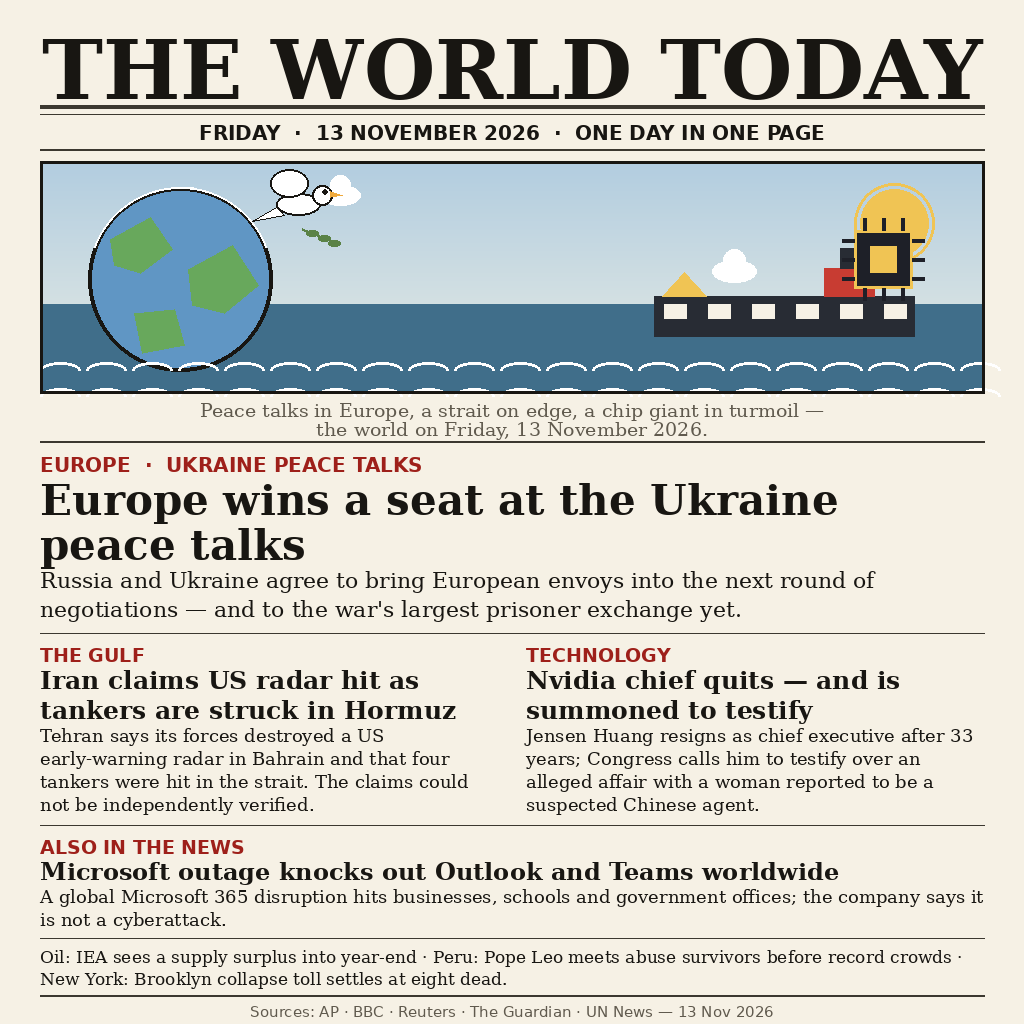 THE WORLD TODAY
FRIDAY · 13 NOVEMBER 2026 · ONE DAY IN ONE PAGE
Peace talks in Europe, a strait on edge, a chip giant in turmoil —
the world on Friday, 13 November 2026.
EUROPE · UKRAINE PEACE TALKS
Europe wins a seat at the Ukraine
peace talks
Russia and Ukraine agree to bring European envoys into the next round of
negotiations — and to the war's largest prisoner exchange yet.
THE GULF
Iran claims US radar hit as
tankers are struck in Hormuz
Tehran says its forces destroyed a US
early-warning radar in Bahrain and that four
tankers were hit in the strait. The claims could
not be independently verified.
TECHNOLOGY
Nvidia chief quits — and is
summoned to testify
Jensen Huang resigns as chief executive after 33
years; Congress calls him to testify over an
alleged affair with a woman reported to be a
suspected Chinese agent.
ALSO IN THE NEWS
Microsoft outage knocks out Outlook and Teams worldwide
A global Microsoft 365 disruption hits businesses, schools and government offices; the company says it
is not a cyberattack.
Oil: IEA sees a supply surplus into year-end · Peru: Pope Leo meets abuse survivors before record crowds ·
New York: Brooklyn collapse toll settles at eight dead.
Sources: AP · BBC · Reuters · The Guardian · UN News — 13 Nov 2026